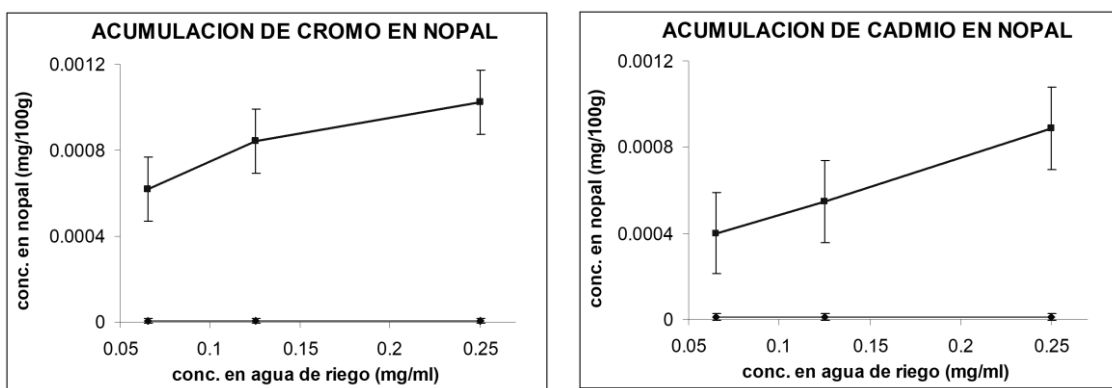 ACUMULACION DE CROMO EN NOPAL
conc. en nopal (mg/100g)
0.0012
0.0008
0.0004
0
0.05 0.1 0.15 0.20 0.25
conc. en agua de riego (mg/ml)
ACUMULACION DE CADMIO EN NOPAL
conc. en nopal (mg/100g)
0.0012
0.0008
0.0004
0
0.05 0.1 0.15 0.20 0.25
conc. en agua de riego (mg/ml)